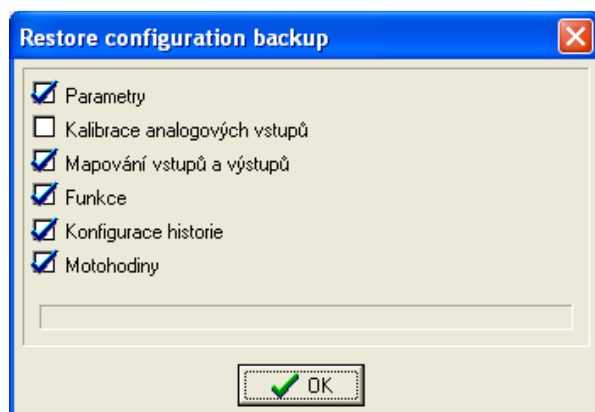 Restore configuration backup
Parametry
Kalibrace analogových vstupů
Mapování vstupů a výstupů
Funkce
Konfigurace historie
Motohodiny
OK